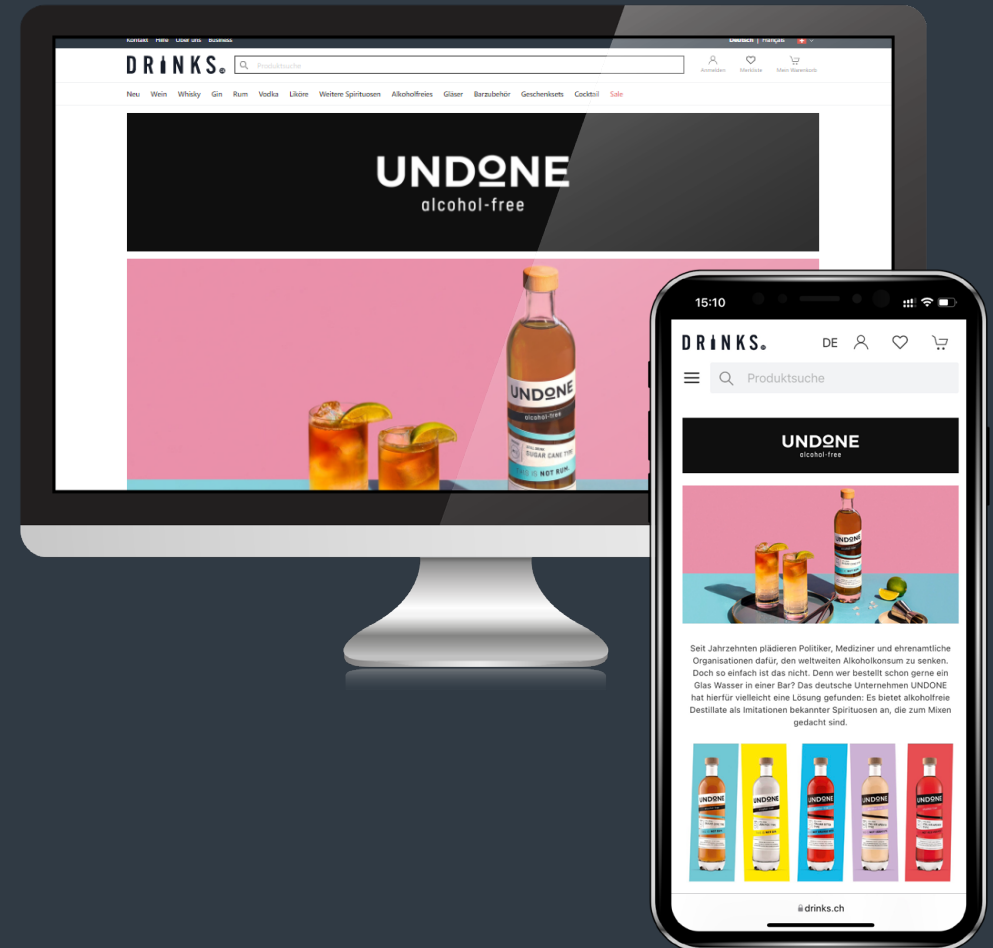 Kontakt Hilfe Über uns Business
Deutsch | Français
DRINKS.
Produktsuche
Anmelden Merkliste Mein Warenkorb
Neu Wein Whisky Gin Rum Vodka Liköre Weitere Spirituosen Alkoholfreies Gläser Barzubehör Geschenksets Cocktail Sale
UNDONE
alcohol-free
UNDONE
alcohol-free
SUGAR CANE TYPE
THIS IS NOT RUM.
15:10
DRINKS.
DE
Produktsuche
UNDONE
alcohol-free
UNDONE
Seit Jahrzehnten plädieren Politiker, Mediziner und ehrenamtliche
Organisationen dafür, den weltweiten Alkoholkonsum zu senken.
Doch so einfach ist das nicht. Denn wer bestellt schon gerne ein
Glas Wasser in einer Bar? Das deutsche Unternehmen UNDONE
hat hierfür vielleicht eine Lösung gefunden: Es bietet alkoholfreie
Destillate als Imitationen bekannter Spirituosen an, die zum Mixen
gedacht sind.
UNDONE UNDONE UNDONE UNDONE UNDONE
drinks.ch